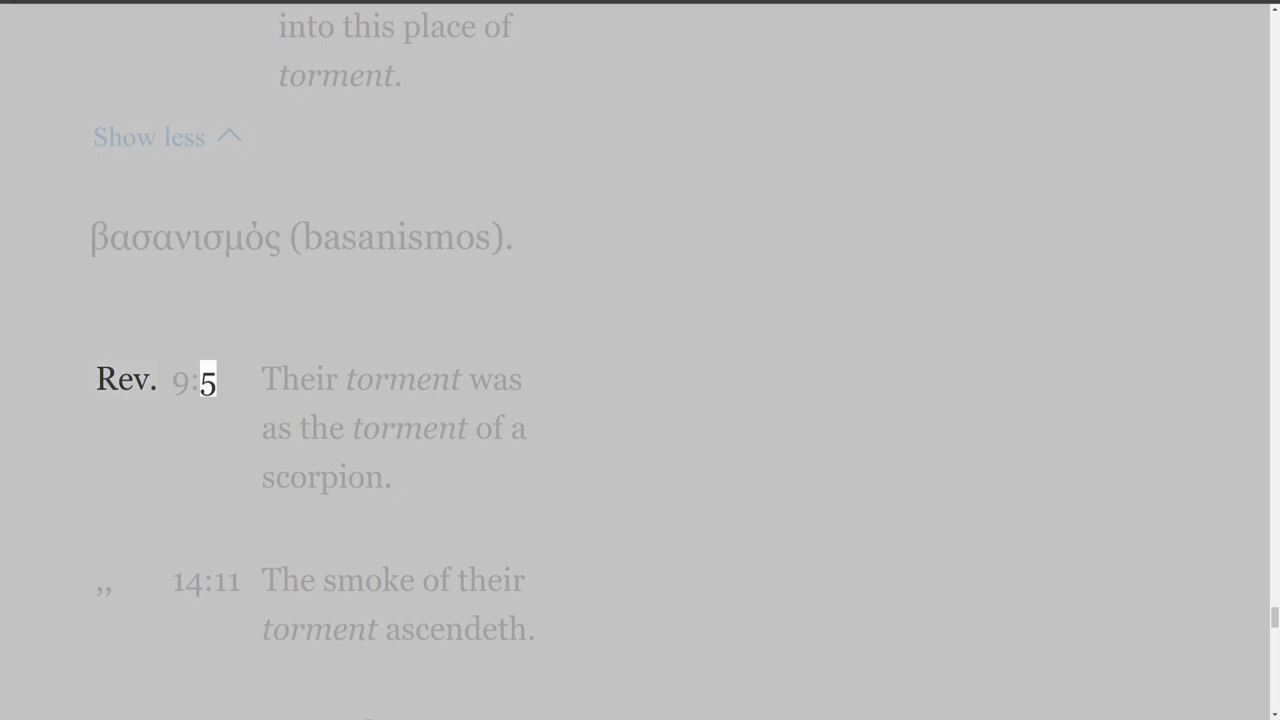 into this place of
torment.
Show less
βασανισμός (basanismos).
Rev. 9:5 Their torment was
as the torment of a
scorpion.
,, 14:11 The smoke of their
torment ascendeth.